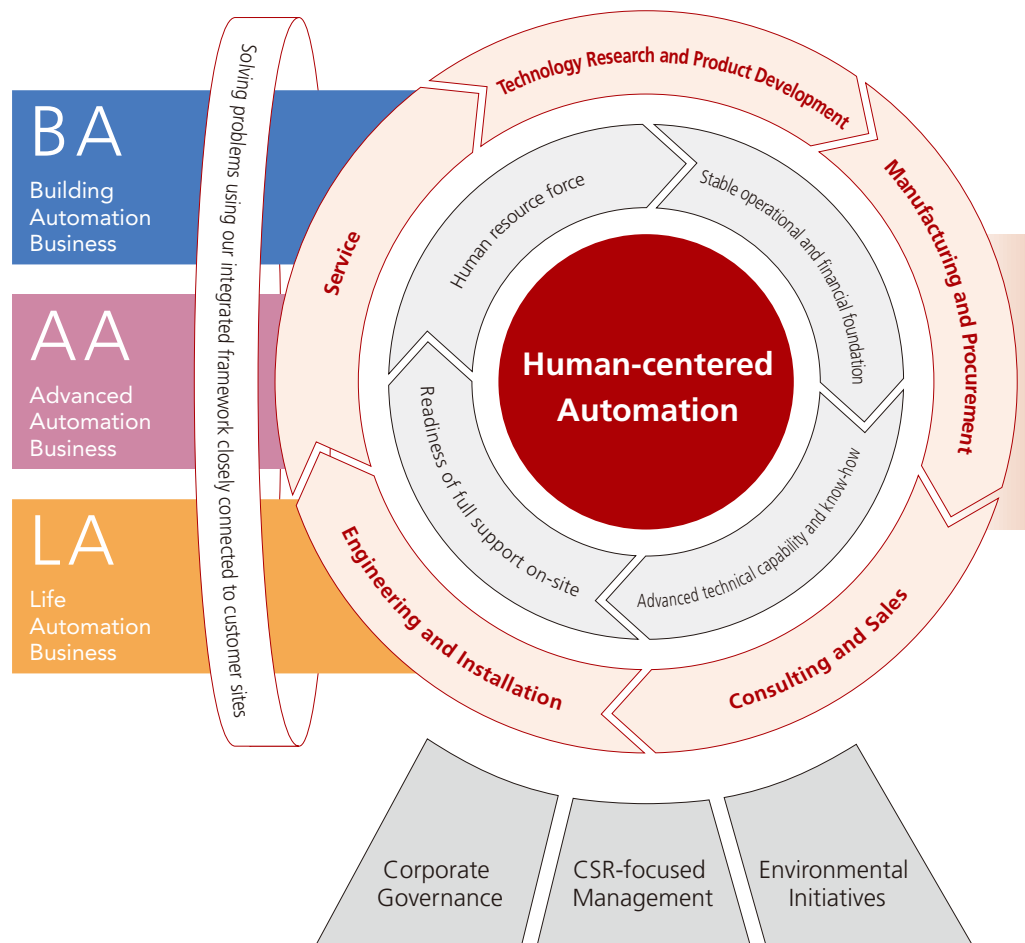 BA
Building
Automation
Business
AA
Advanced
Automation
Business
LA
Life
Automation
Business
Solving problems using our integrated framework closely connected to customer sites
Technology Research and Product Development
Manufacturing and Procurement
Consulting and Sales
Engineering and Installation
Service
Human resource force
Stable operational and financial foundation
Advanced technical capability and know-how
Readiness of full support on-site
Human-centered
Automation
Corporate
Governance
CSR-focused
Management
Environmental
Initiatives